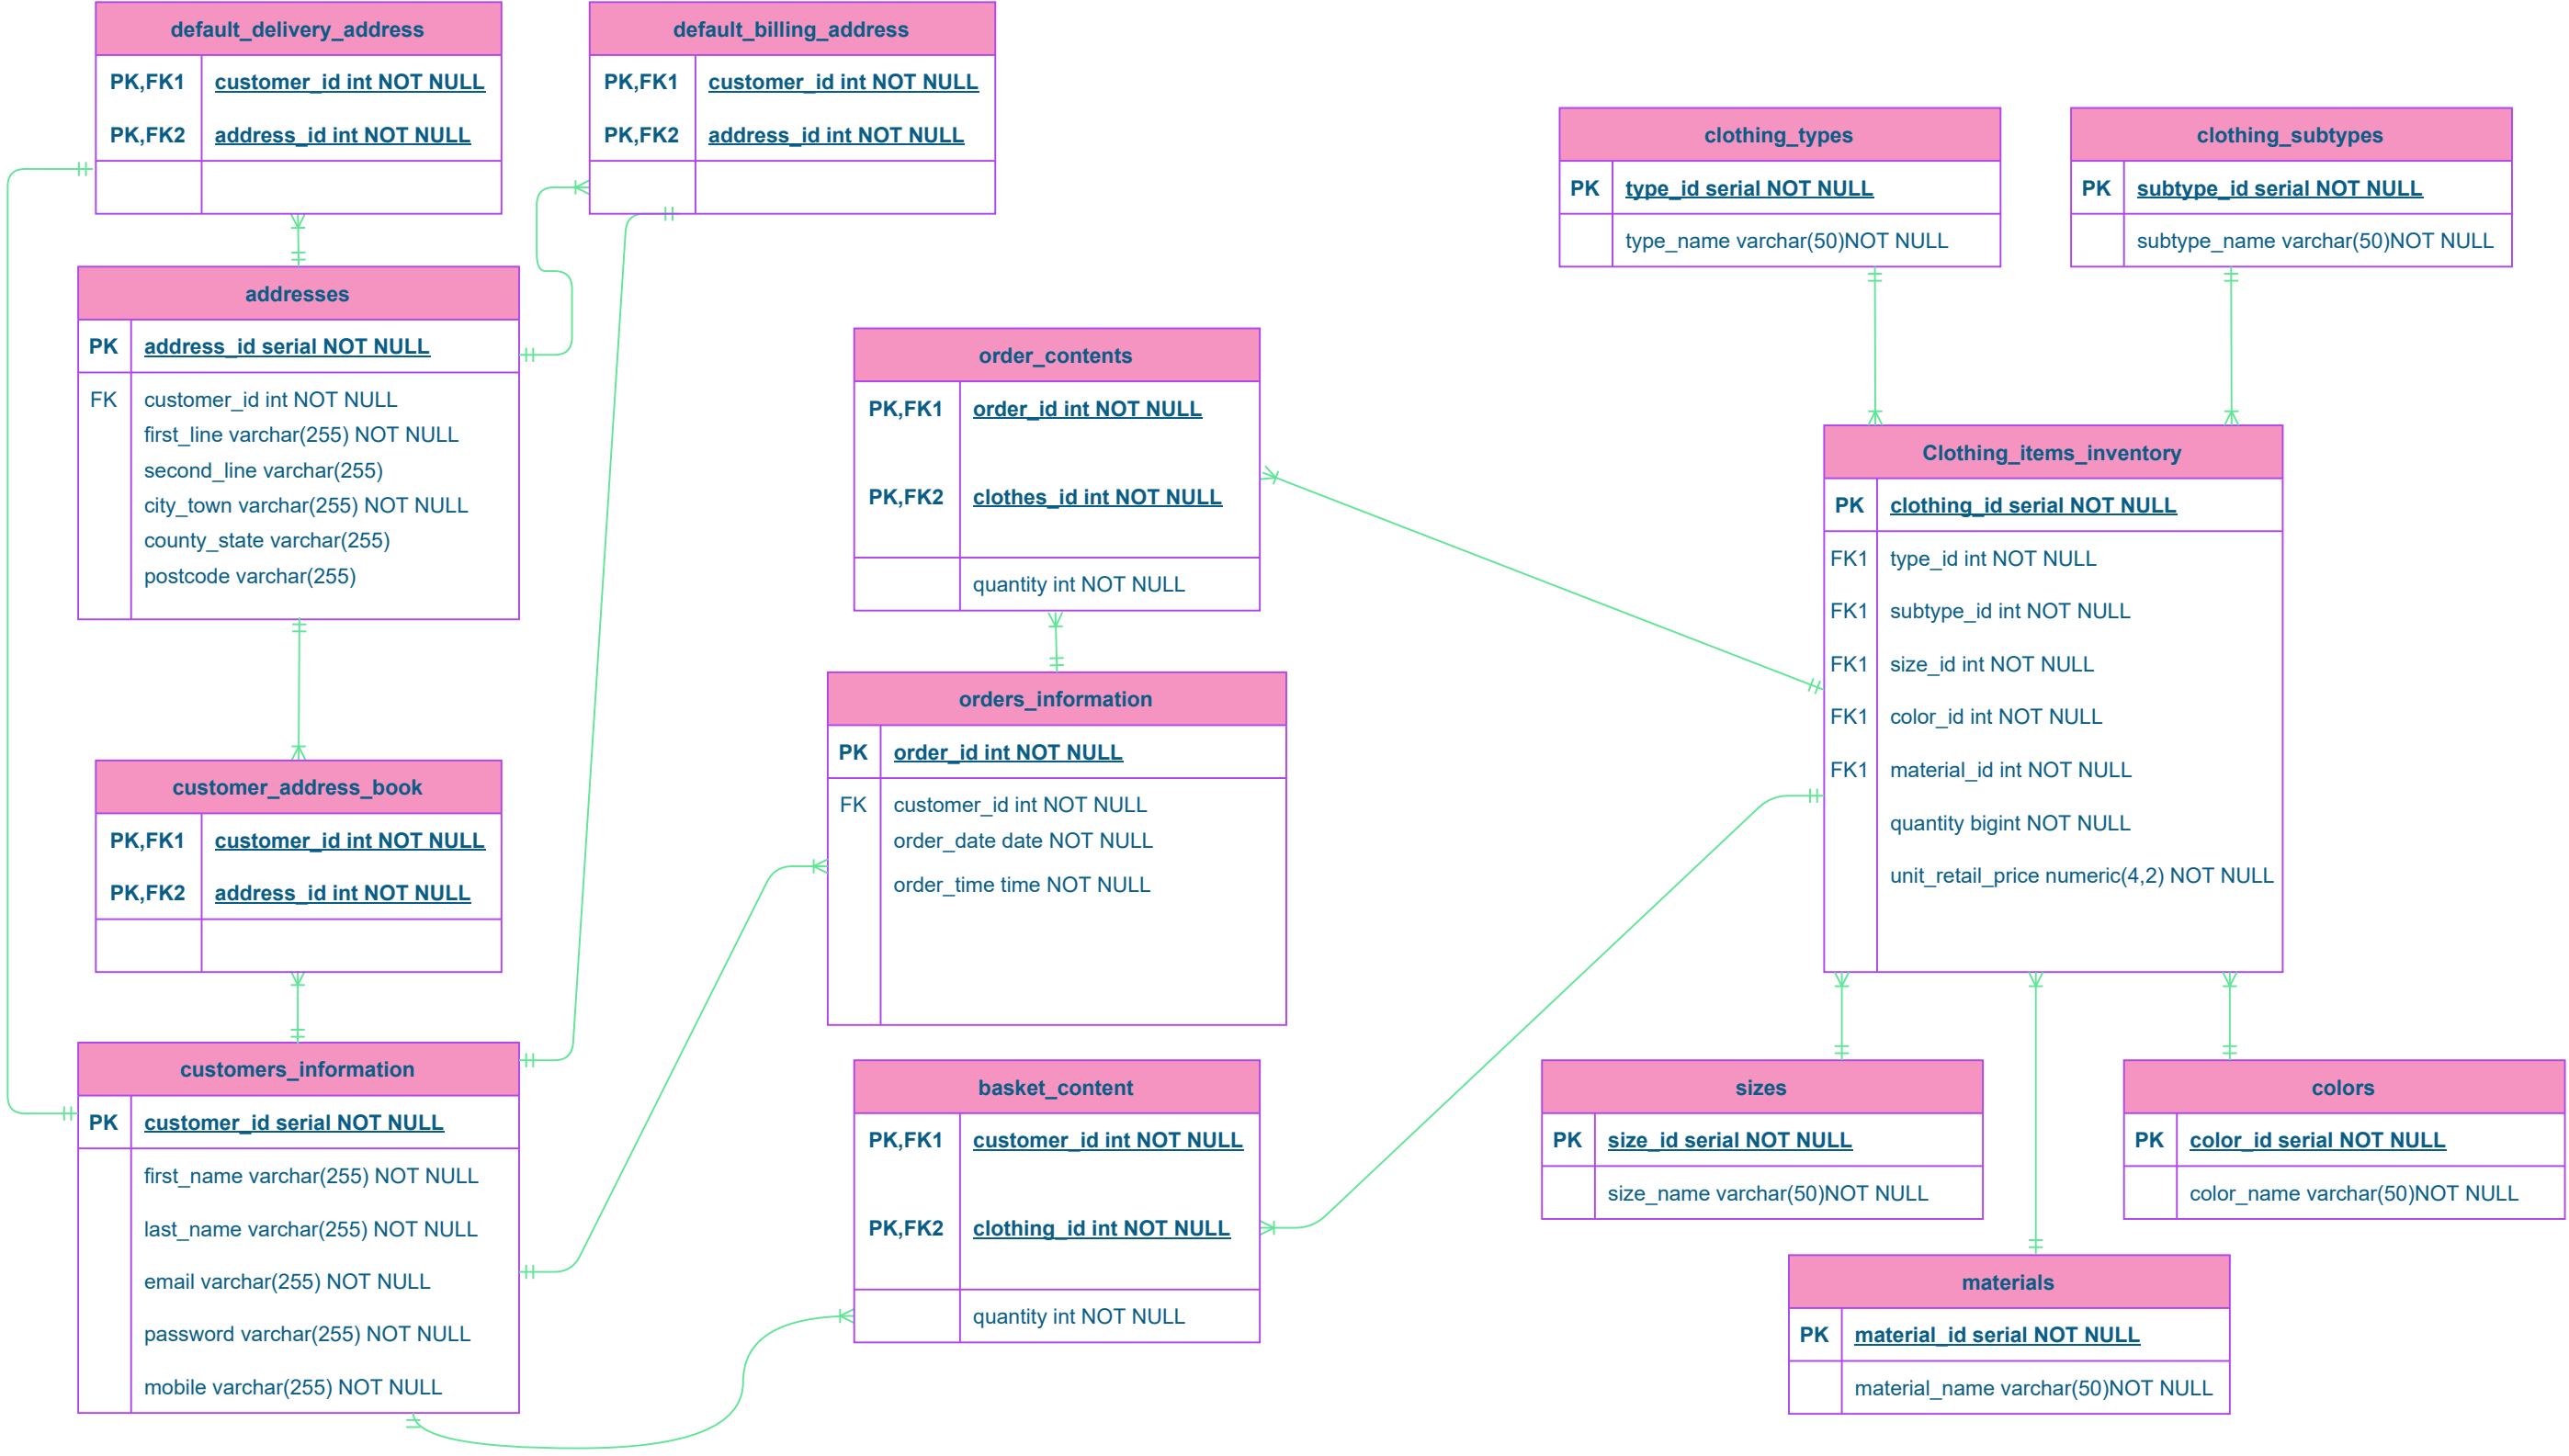 default_delivery_address
PK,FK1 customer_id int NOT NULL
PK,FK2 address_id int NOT NULL
default_billing_address
PK,FK1 customer_id int NOT NULL
PK,FK2 address_id int NOT NULL
clothing_types
PK type_id serial NOT NULL
type_name varchar(50)NOT NULL
clothing_subtypes
PK subtype_id serial NOT NULL
subtype_name varchar(50)NOT NULL
addresses
PK address_id serial NOT NULL
FK customer_id int NOT NULL
first_line varchar(255) NOT NULL
second_line varchar(255)
city_town varchar(255) NOT NULL
county_state varchar(255)
postcode varchar(255)
order_contents
PK,FK1 order_id int NOT NULL
PK,FK2 clothes_id int NOT NULL
quantity int NOT NULL
Clothing_items_inventory
PK clothing_id serial NOT NULL
FK1 type_id int NOT NULL
FK1 subtype_id int NOT NULL
FK1 size_id int NOT NULL
FK1 color_id int NOT NULL
FK1 material_id int NOT NULL
quantity bigint NOT NULL
unit_retail_price numeric(4,2) NOT NULL
orders_information
PK order_id int NOT NULL
FK customer_id int NOT NULL
order_date date NOT NULL
order_time time NOT NULL
customer_address_book
PK,FK1 customer_id int NOT NULL
PK,FK2 address_id int NOT NULL
customers_information
PK customer_id serial NOT NULL
first_name varchar(255) NOT NULL
last_name varchar(255) NOT NULL
email varchar(255) NOT NULL
password varchar(255) NOT NULL
mobile varchar(255) NOT NULL
basket_content
PK,FK1 customer_id int NOT NULL
PK,FK2 clothing_id int NOT NULL
quantity int NOT NULL
sizes
PK size_id serial NOT NULL
size_name varchar(50)NOT NULL
colors
PK color_id serial NOT NULL
color_name varchar(50)NOT NULL
materials
PK material_id serial NOT NULL
material_name varchar(50)NOT NULL